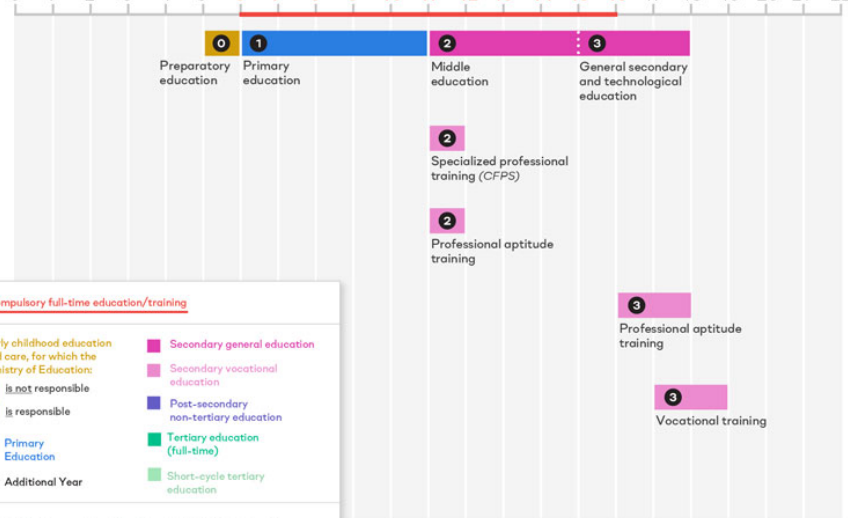 0
1
2
3
Preparatory
education
Primary
education
Middle
education
General secondary
and technological
education
2
Specialized professional
training (CFPS)
2
Professional aptitude
training
3
Professional aptitude
training
3
Vocational training
mpulsory full-time education/training
ly childhood education
care, for which the
nistry of Education:
is not responsible
is responsible
Primary
Education
Additional Year
Secondary general education
Secondary vocational
education
Post-secondary
non-tertiary education
Tertiary education
(full-time)
Short-cycle tertiary
education